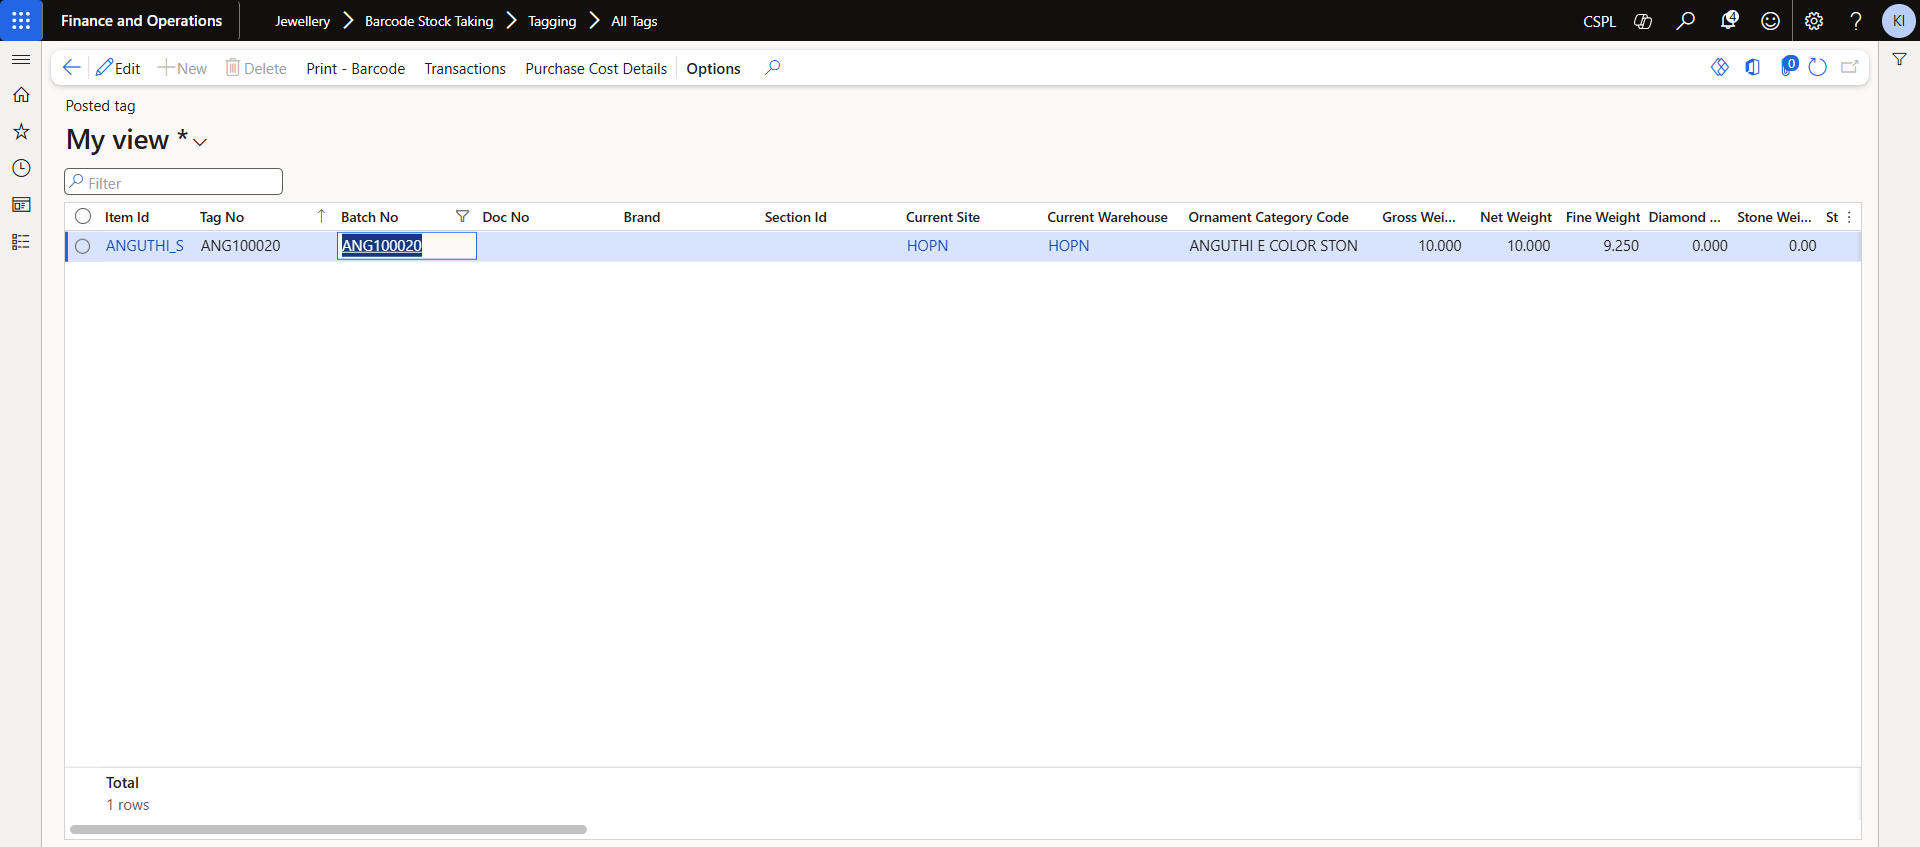 Finance and Operations
Jewellery Barcode Stock Taking Tagging All Tags
CSPL 4 ? KI
Edit New Delete Print - Barcode Transactions Purchase Cost Details Options 0
Posted tag
My view *
Filter
Item Id Tag No Batch No Doc No Brand Section Id Current Site Current Warehouse Ornament Category Code Gross Wei... Net Weight Fine Weight Diamond ... Stone Wei... St
ANGUTHI_S ANG100020 ANG100020 HOPN HOPN ANGUTHI E COLOR STON 10.000 10.000 9.250 0.000 0.00
Total
1 rows